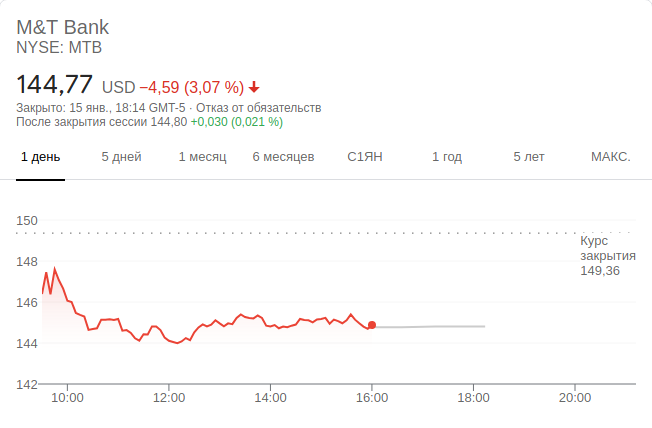 M&T Bank
NYSE: MTB
144,77 USD −4,59 (3,07 %)
Закрыто: 15 янв., 18:14 GMT-5 · Отказ от обязательств
После закрытия сессии 144,80 +0,030 (0,021 %)
1 день 5 дней 1 месяц 6 месяцев С1ЯН 1 год 5 лет МАКС.
150
Курс
закрытия
149,36
148
146
144
142
10:00 12:00 14:00 16:00 18:00 20:00